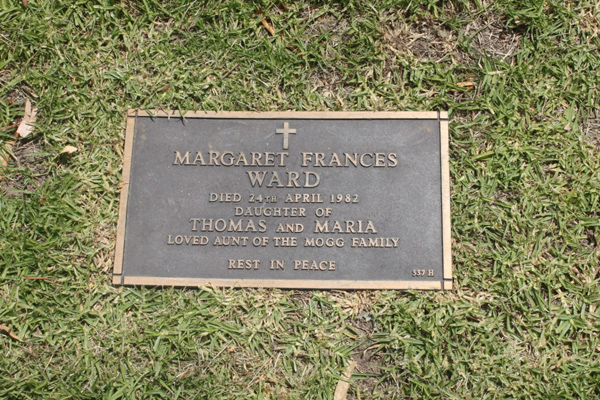 MARGARET FRANCES
WARD
DIED 24TH APRIL 1982
DAUGHTER OF
THOMAS AND MARIA
LOVED AUNT OF THE MOGG FAMILY
REST IN PEACE
337 H